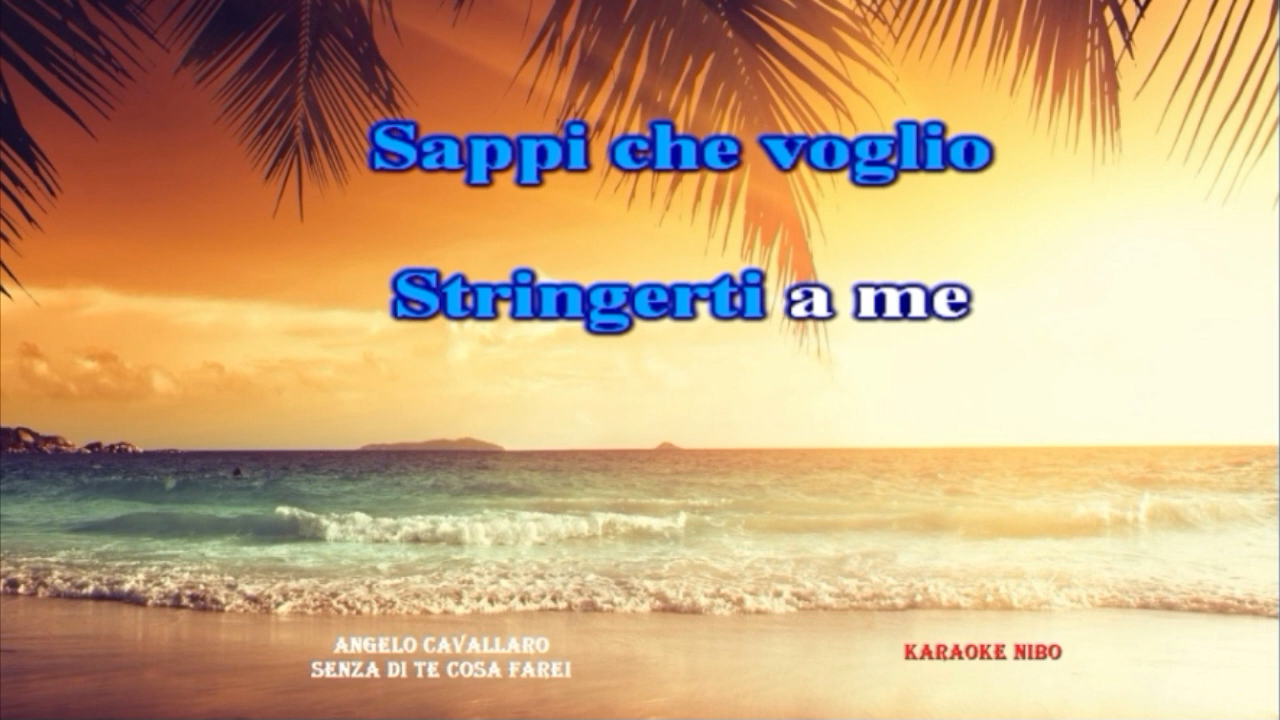 Sappi che voglio
Stringerti a me
ANGELO CAVALLARO
SENZA DI TE COSA FAREI
KARAOKE NIBO